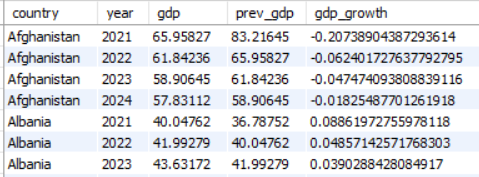 country year gdp prev_gdp gdp_growth
Afghanistan 2021 65.95827 83.21645 -0.20738904387293614
Afghanistan 2022 61.84236 65.95827 -0.062401727637792795
Afghanistan 2023 58.90645 61.84236 -0.047474093808839116
Afghanistan 2024 57.83112 58.90645 -0.01825487701261918
Albania 2021 40.04762 36.78752 0.08861972755978118
Albania 2022 41.99279 40.04762 0.04857142571768303
Albania 2023 43.63172 41.99279 0.0390288428084917